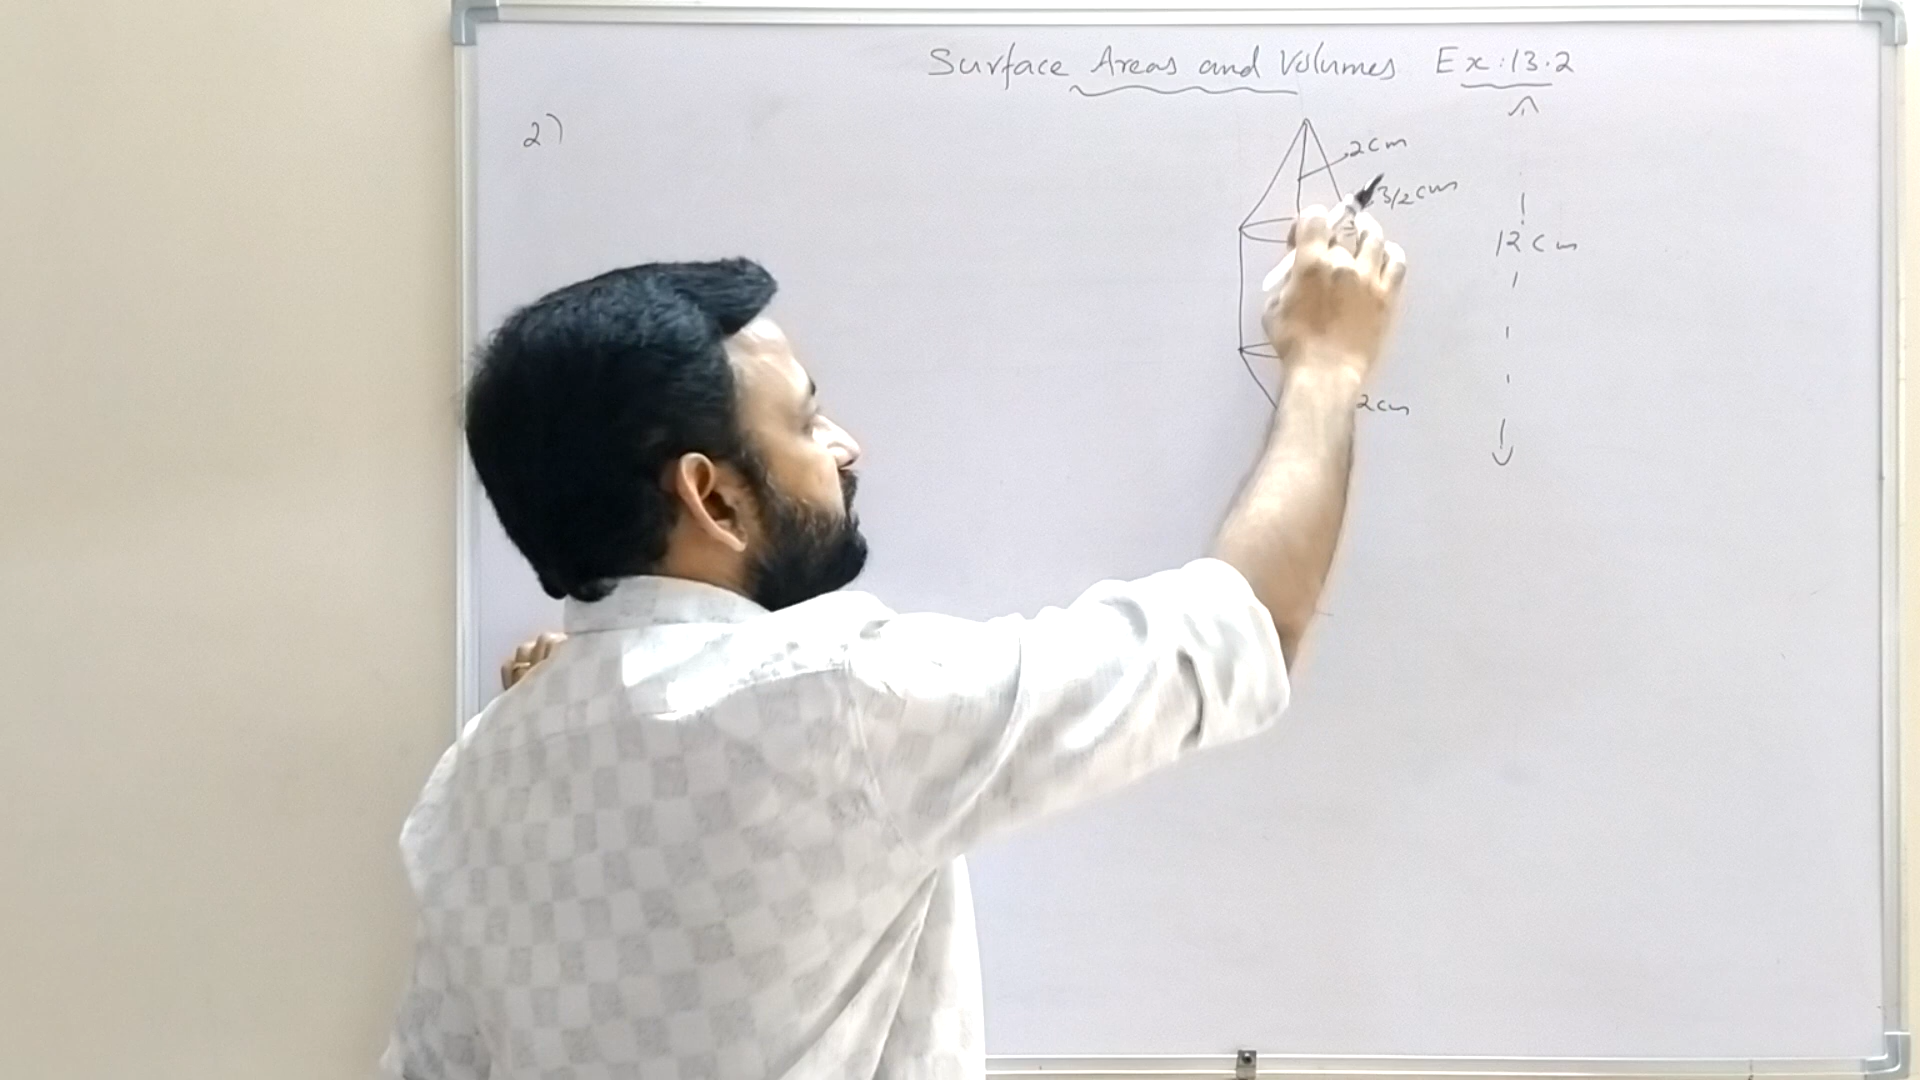 Surface Areas and Volumes Ex:13.2
2)
2cm
3/2cm
12cm
2cm